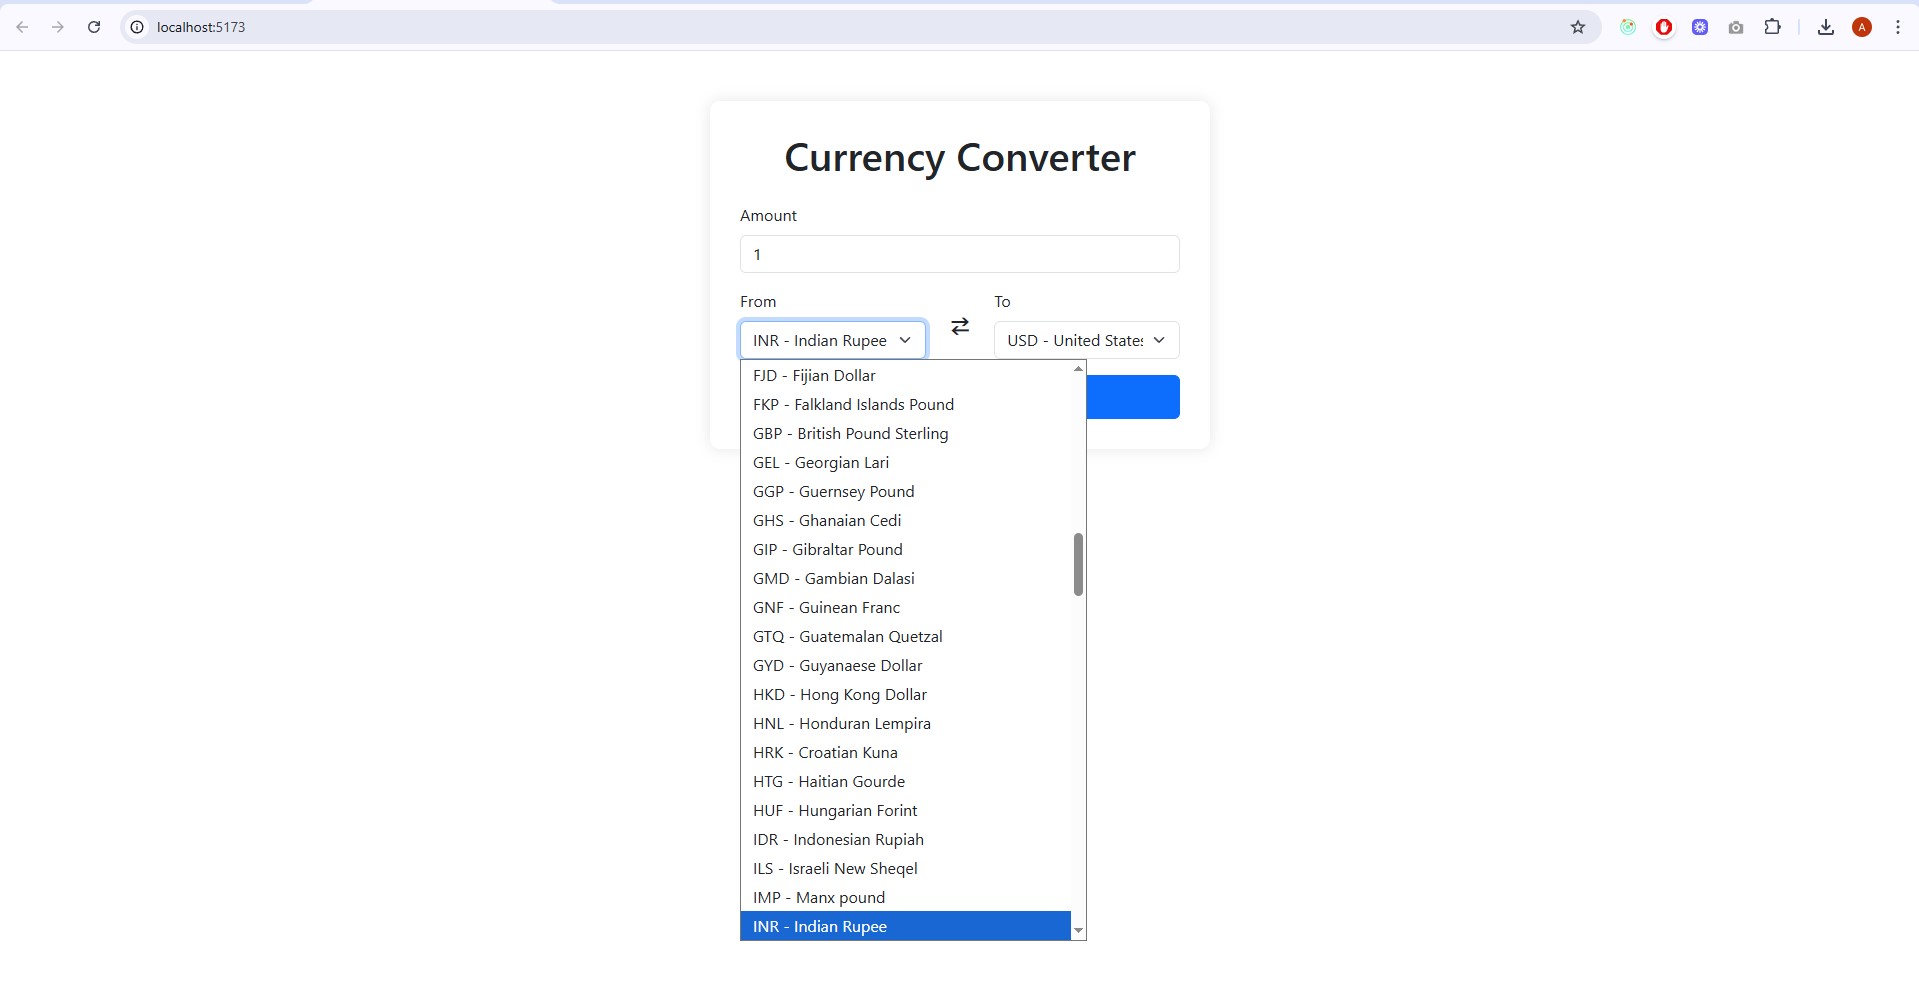 localhost:5173
A
Currency Converter
Amount
1
From
To
INR - Indian Rupee
USD - United States
FJD - Fijian Dollar
FKP - Falkland Islands Pound
GBP - British Pound Sterling
GEL - Georgian Lari
GGP - Guernsey Pound
GHS - Ghanaian Cedi
GIP - Gibraltar Pound
GMD - Gambian Dalasi
GNF - Guinean Franc
GTQ - Guatemalan Quetzal
GYD - Guyanaese Dollar
HKD - Hong Kong Dollar
HNL - Honduran Lempira
HRK - Croatian Kuna
HTG - Haitian Gourde
HUF - Hungarian Forint
IDR - Indonesian Rupiah
ILS - Israeli New Sheqel
IMP - Manx pound
INR - Indian Rupee